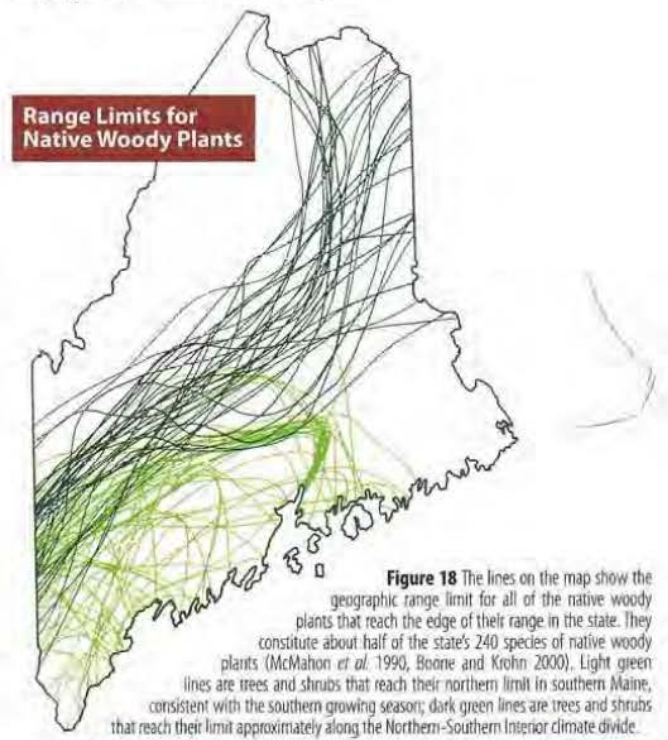 Range Limits for
Native Woody Plants
Figure 18 The lines on the map show the
geographic range limit for all of the native woody
plants that reach the edge of their range in the state. They
constitute about half of the state's 240 species of native woody
plants (McMahon et al. 1990, Boone and Krohn 2000). Light green
lines are trees and shrubs that reach their northern limit in southern Maine,
consistent with the southern growing season; dark green lines are trees and shrubs
that reach their limit approximately along the Northern-Southern Interior climate divide.